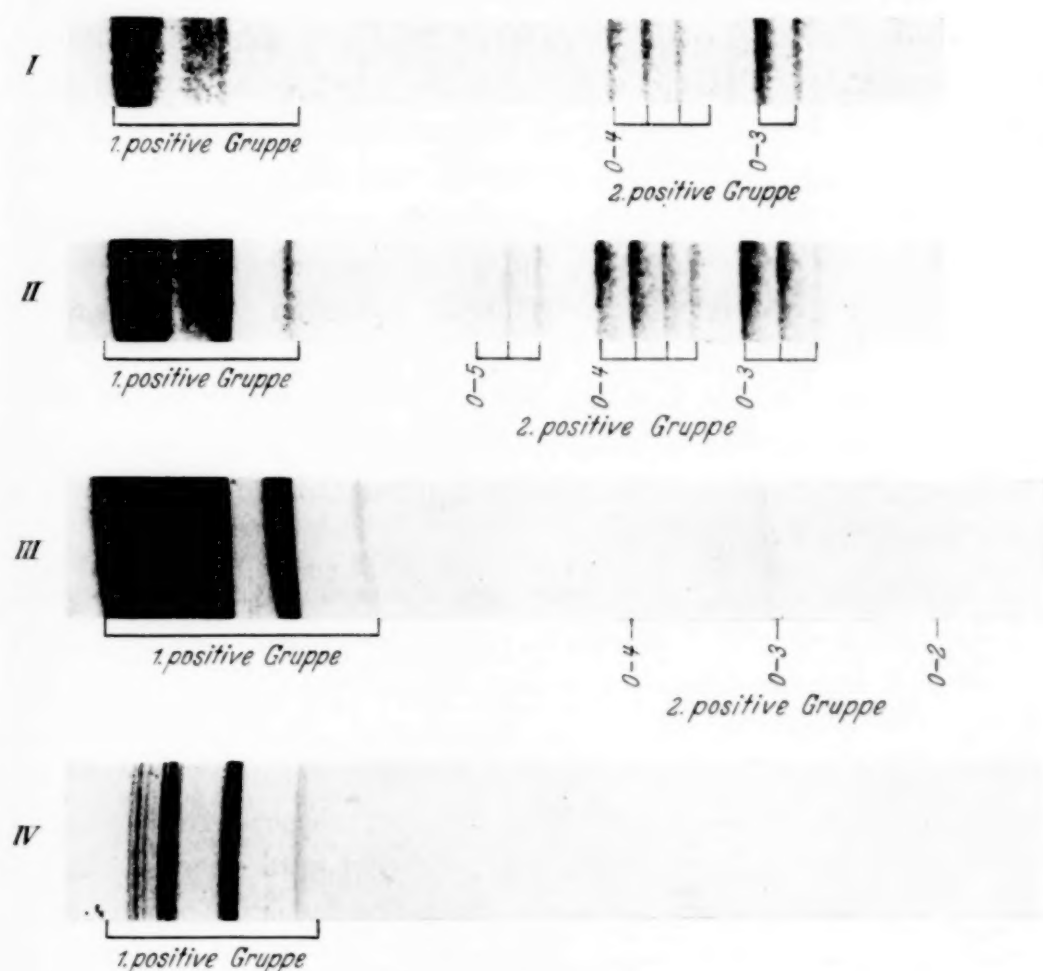 I
1. positive Gruppe
0-4
0-3
2. positive Gruppe
II
1. positive Gruppe
0-5
0-4
0-3
2. positive Gruppe
III
1. positive Gruppe
0-4
0-3
0-2
2. positive Gruppe
IV
1. positive Gruppe